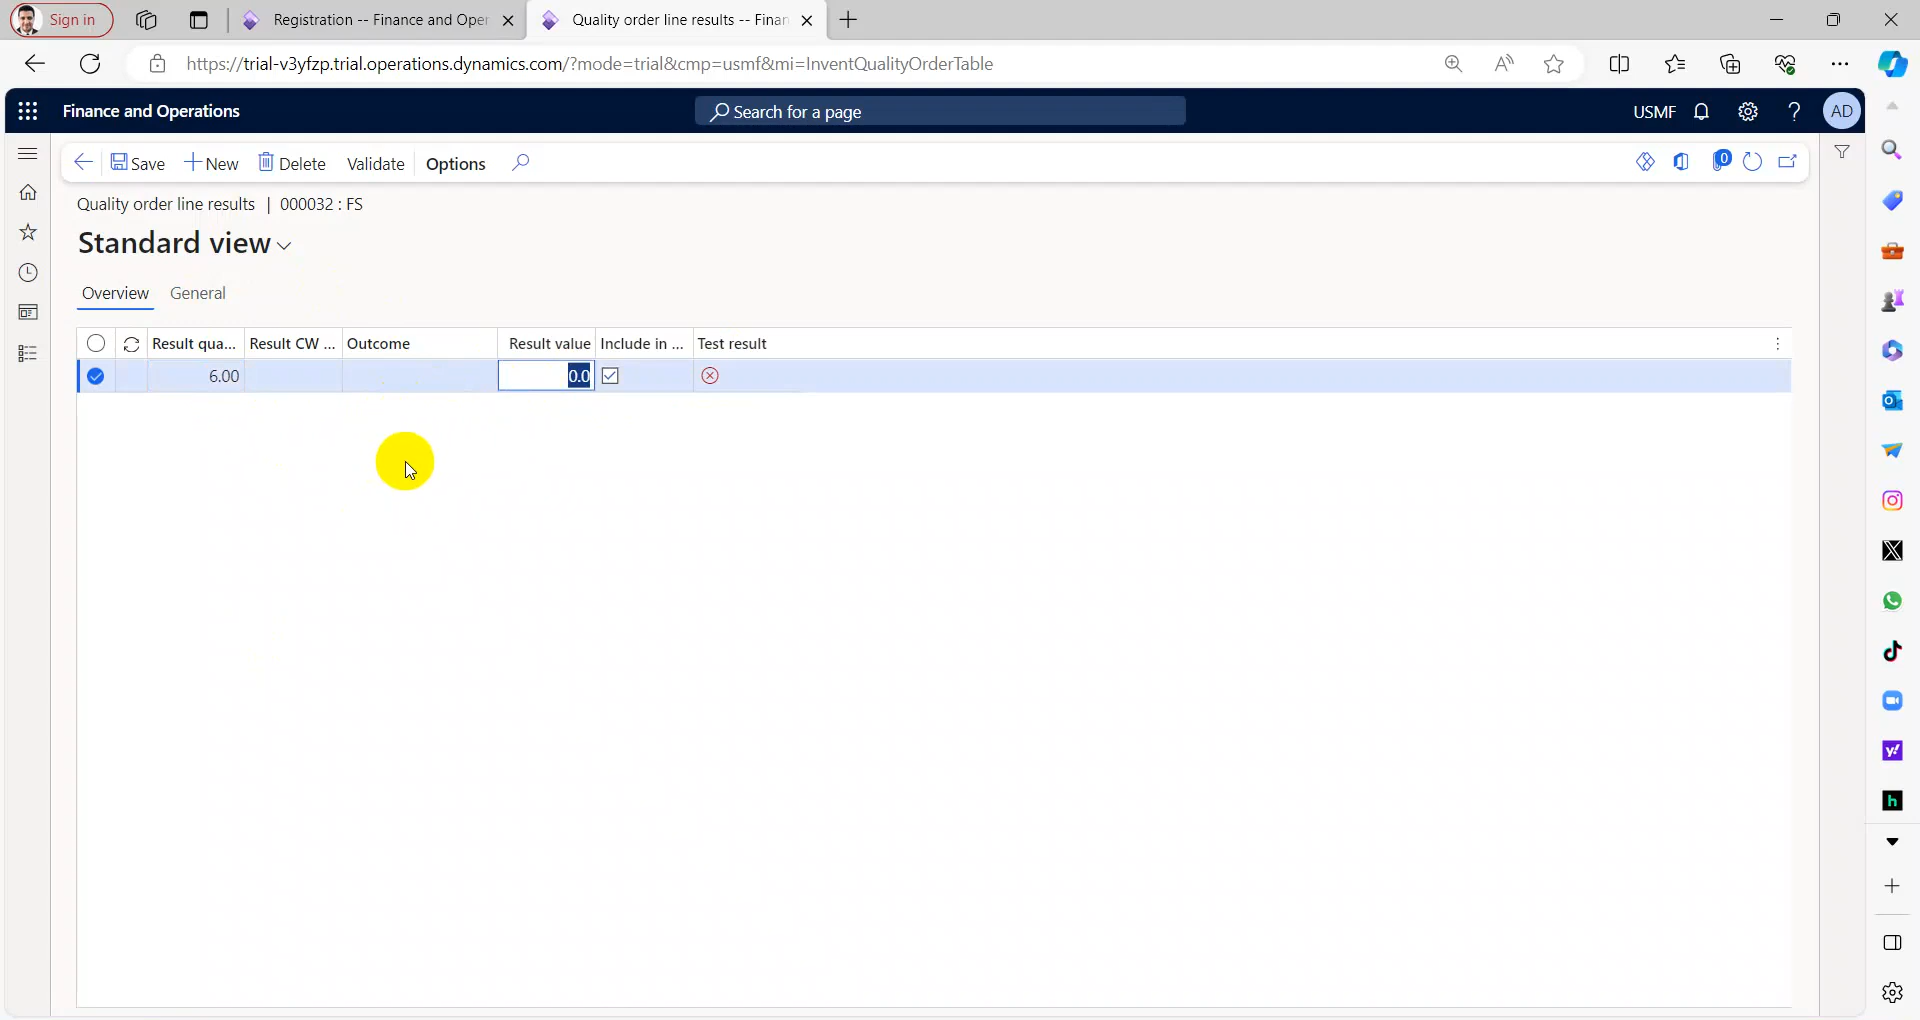 Sign in
Registration -- Finance and Oper
Quality order line results -- Finan
https://trial-v3yfzp.trial.operations.dynamics.com/?mode=trial&cmp=usmf&mi=InventQualityOrderTable
Finance and Operations
Search for a page
USMF
AD
Save
New
Delete
Validate
Options
0
Quality order line results | 000032 : FS
Standard view
Overview
General
Result qua...
Result CW ...
Outcome
Result value
Include in ...
Test result
6.00
0.0